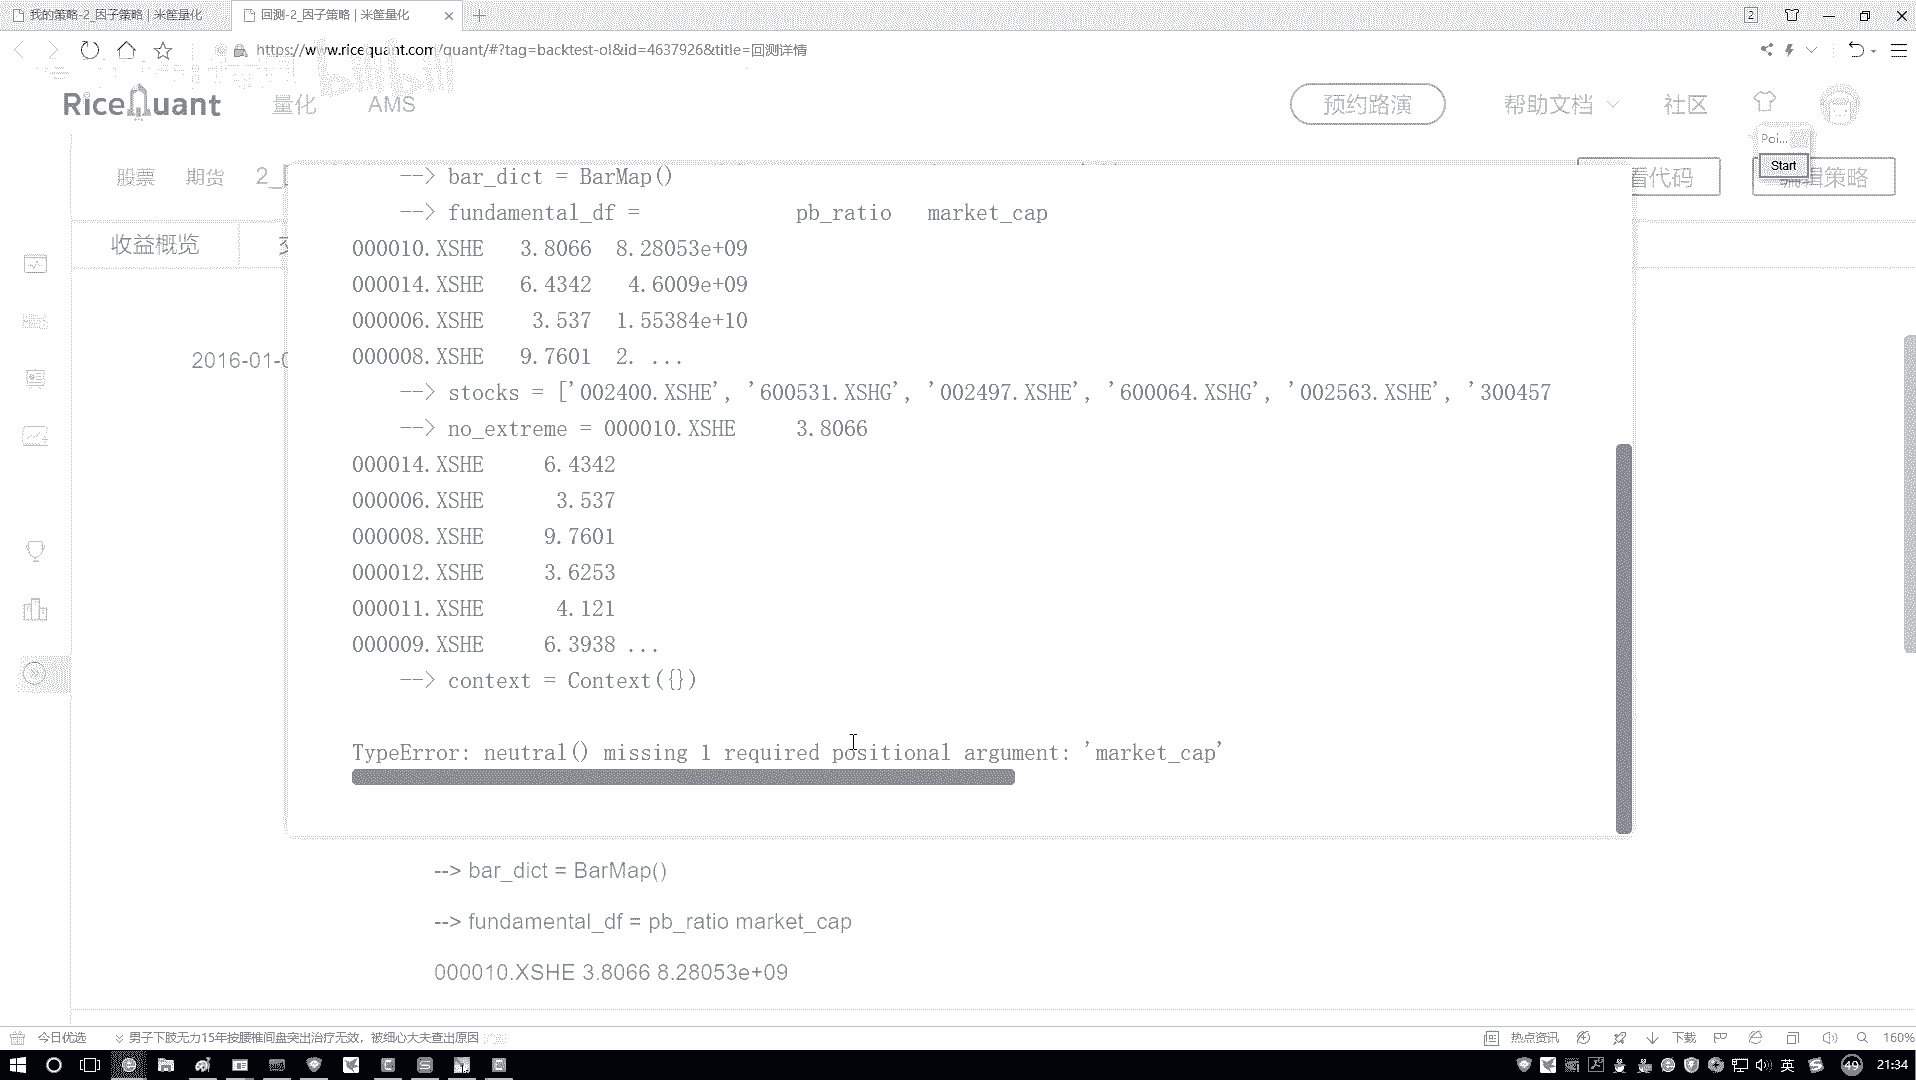 我的策略-2_因子策略 | 米筐量化
回测-2_因子策略 | 米筐量化
2
https://www.ricequant.com/quant/#?tag=backtest-ol&id=4637926&title=回测详情
RiceQuant
量化
AMS
预约路演
帮助文档
社区
Poi...
Start
股票
期货
2_
看代码
编辑策略
收益概览
2016-01-0
--> bar_dict = BarMap()
--> fundamental_df = pb_ratio market_cap
000010.XSHE 3.8066 8.28053e+09
000014.XSHE 6.4342 4.6009e+09
000006.XSHE 3.537 1.55384e+10
000008.XSHE 9.7601 2. ...
--> stocks = ['002400.XSHE', '600531.XSHG', '002497.XSHE', '600064.XSHG', '002563.XSHE', '300457
--> no_extreme = 000010.XSHE 3.8066
000014.XSHE 6.4342
000006.XSHE 3.537
000008.XSHE 9.7601
000012.XSHE 3.6253
000011.XSHE 4.121
000009.XSHE 6.3938 ...
--> context = Context({})
TypeError: neutral() missing 1 required positional argument: 'market_cap'
--> bar_dict = BarMap()
--> fundamental_df = pb_ratio market_cap
000010.XSHE 3.8066 8.28053e+09
今日优选
男子下肢无力15年按腰椎间盘突出治疗无效，被细心大夫查出原因
热点资讯
下载
160%
英
49
21:34